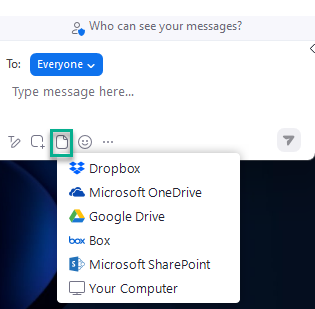 Who can see your messages?
To: Everyone
Type message here...
Dropbox
Microsoft OneDrive
Google Drive
box Box
Microsoft SharePoint
Your Computer